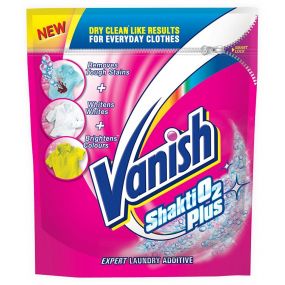 NEW
DRY CLEAN LIKE RESULTS
FOR EVERYDAY CLOTHES
Removes
Tough Stains
+
Whitens
Whites
+
Brightens
Colours
Vanish
ShaktiO2
Plus
EXPERT LAUNDRY ADDITIVE